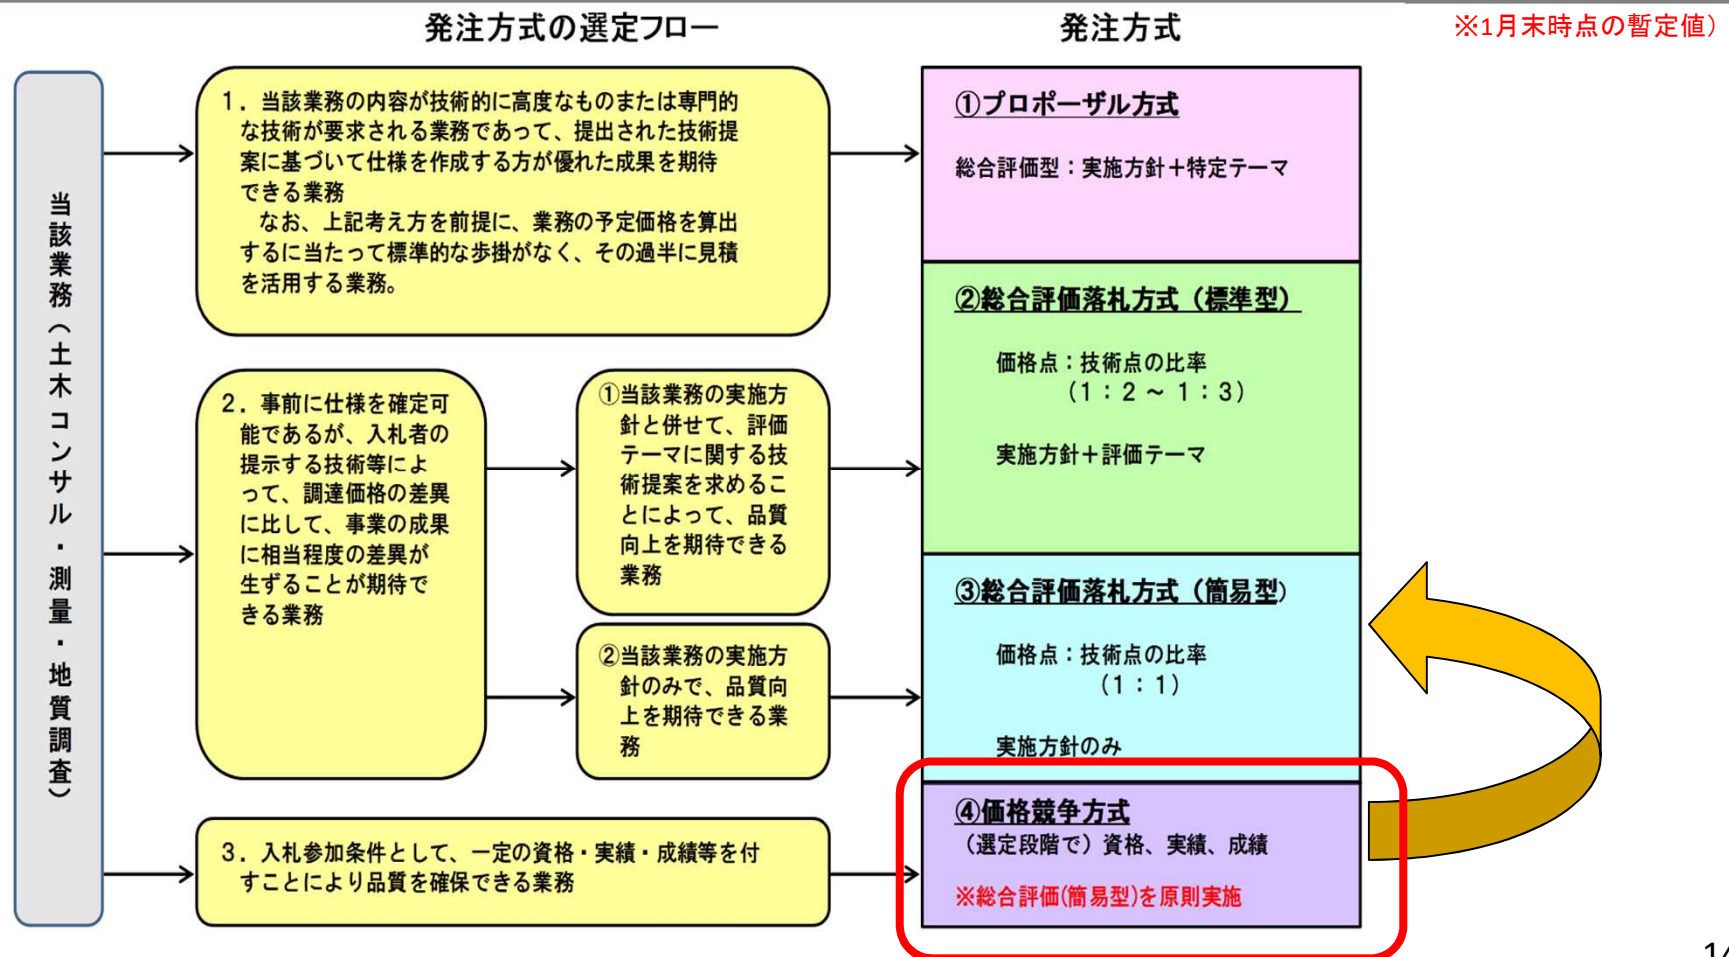 発注方式の選定フロー
発注方式
※1月末時点の暫定値）
当該業務（土木コンサル・測量・地質調査）
１．当該業務の内容が技術的に高度なものまたは専門的
な技術が要求される業務であって、提出された技術提
案に基づいて仕様を作成する方が優れた成果を期待
できる業務
なお、上記考え方を前提に、業務の予定価格を算出
するに当たって標準的な歩掛がなく、その過半に見積
を活用する業務。
①プロポーザル方式
総合評価型：実施方針＋特定テーマ
２．事前に仕様を確定可
能であるが、入札者の
提示する技術等によ
って、調達価格の差異
に比して、事業の成果
に相当程度の差異が
生ずることが期待で
きる業務
①当該業務の実施方
針と併せて、評価
テーマに関する技
術提案を求めるこ
とによって、品質
向上を期待できる
業務
②総合評価落札方式（標準型）
価格点：技術点の比率
（１：２～１：３）
実施方針＋評価テーマ
②当該業務の実施方
針のみで、品質向
上を期待できる業
務
③総合評価落札方式（簡易型）
価格点：技術点の比率
（１：１）
実施方針のみ
３．入札参加条件として、一定の資格・実績・成績等を付
すことにより品質を確保できる業務
④価格競争方式
（選定段階で）資格、実績、成績
※総合評価(簡易型)を原則実施